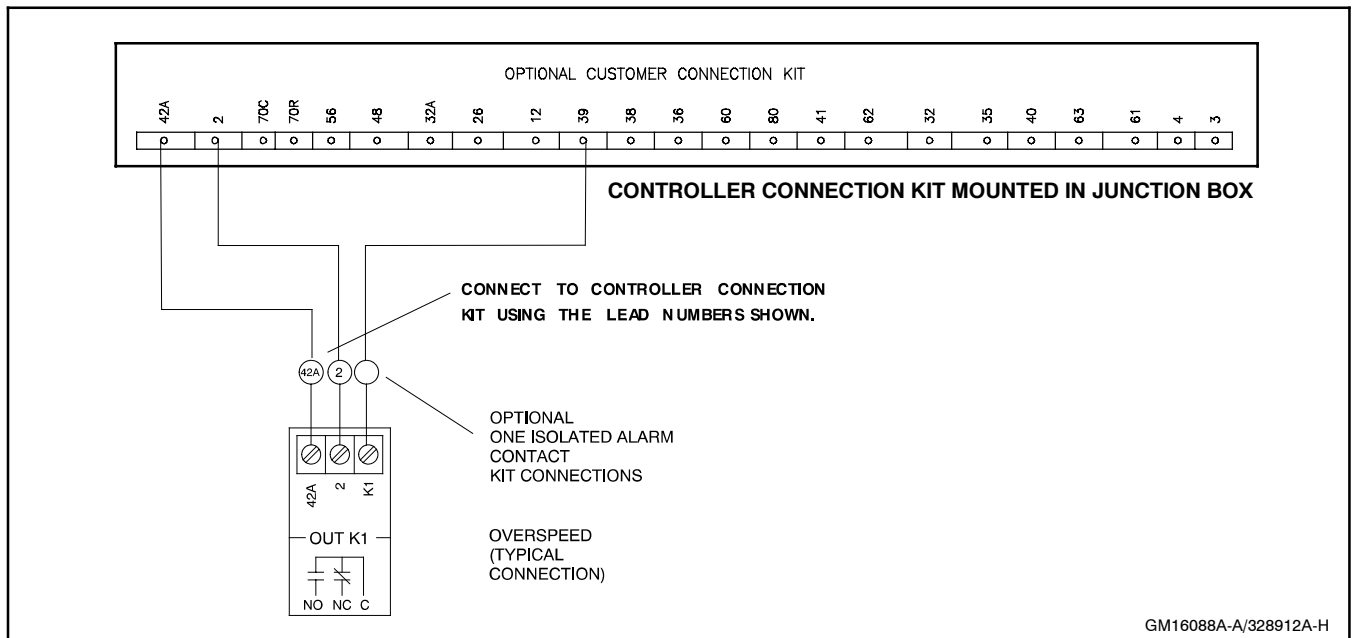 OPTIONAL CUSTOMER CONNECTION KIT
42A 2 70C 70R 56 48 32A 26 12 39 38 36 60 80 41 62 32 35 40 63 61 4 3
CONTROLLER CONNECTION KIT MOUNTED IN JUNCTION BOX
CONNECT TO CONTROLLER CONNECTION
KIT USING THE LEAD NUMBERS SHOWN.
42A 2
OPTIONAL
ONE ISOLATED ALARM
CONTACT
KIT CONNECTIONS
42A 2 K1
OUT K1
OVERSPEED
(TYPICAL
CONNECTION)
NO NC C
GM16088A-A/328912A-H